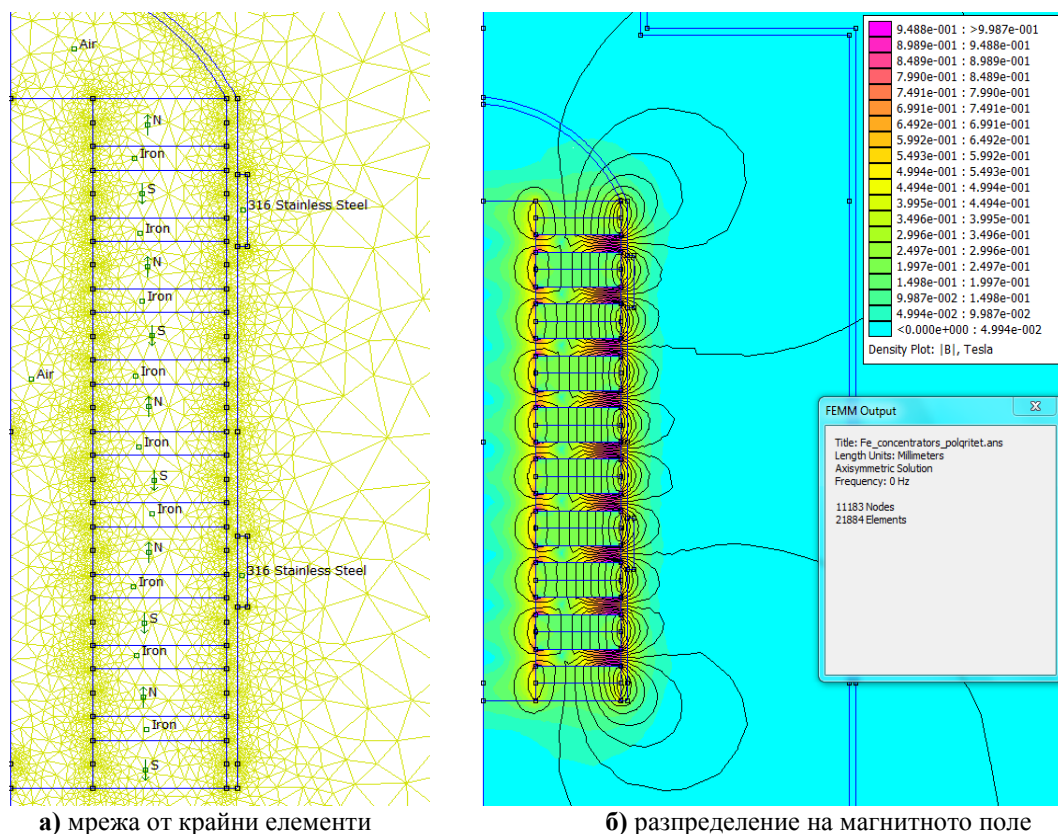 Air
N
Iron
S
316 Stainless Steel
Iron
N
Iron
S
Iron
Air
N
Iron
S
Iron
N
316 Stainless Steel
Iron
S
Iron
N
Iron
S
а) мрежа от крайни елементи
9.488e-001 : >9.987e-001
8.989e-001 : 9.488e-001
8.489e-001 : 8.989e-001
7.990e-001 : 8.489e-001
7.491e-001 : 7.990e-001
6.991e-001 : 7.491e-001
6.492e-001 : 6.991e-001
5.992e-001 : 6.492e-001
5.493e-001 : 5.992e-001
4.994e-001 : 5.493e-001
4.494e-001 : 4.994e-001
3.995e-001 : 4.494e-001
3.496e-001 : 3.995e-001
2.996e-001 : 3.496e-001
2.497e-001 : 2.996e-001
1.997e-001 : 2.497e-001
1.498e-001 : 1.997e-001
9.987e-002 : 1.498e-001
4.994e-002 : 9.987e-002
<0.000e+000 : 4.994e-002
Density Plot: |B|, Tesla
FEMM Output
Title: Fe_concentrators_polqritet.ans
Length Units: Millimeters
Axisymmetric Solution
Frequency: 0 Hz
11183 Nodes
21884 Elements
б) разпределение на магнитното поле